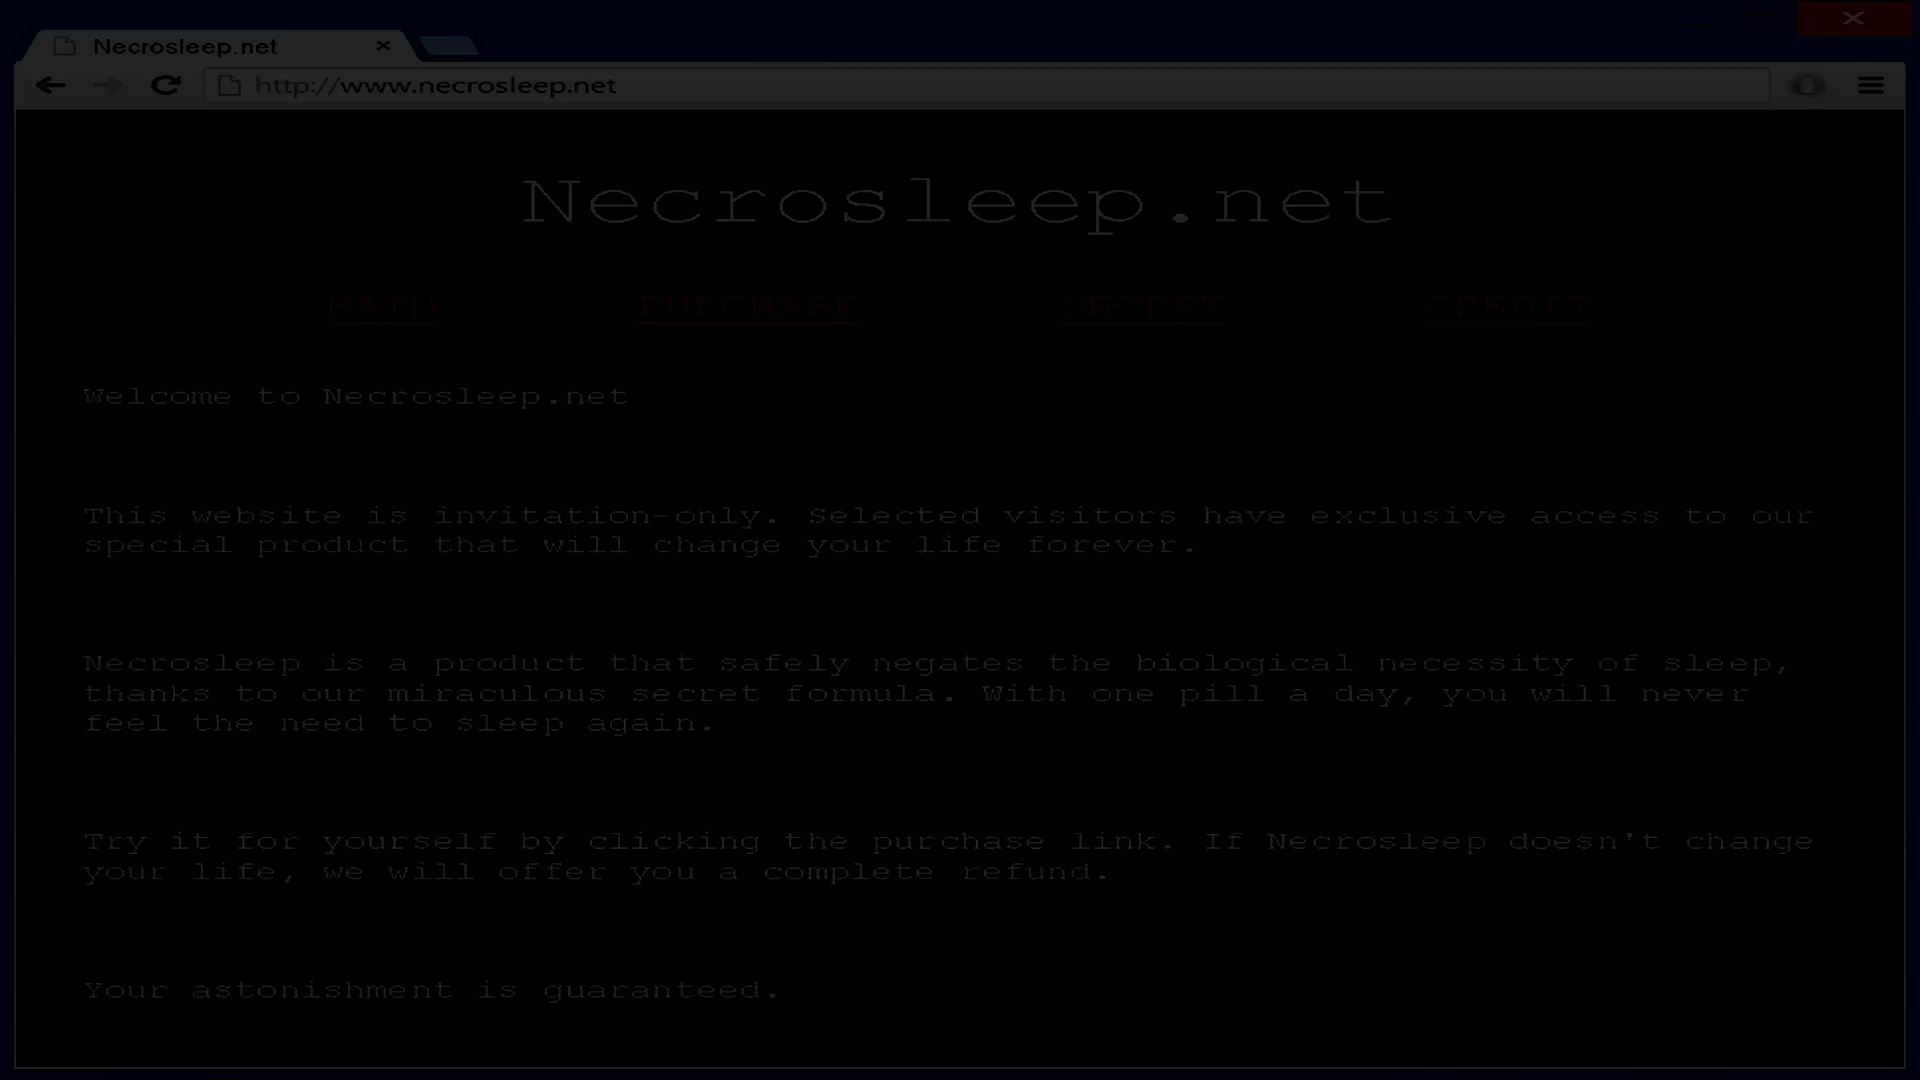 Necrosleep.net
http://www.necrosleep.net
Necrosleep.net
MATH PURCHASE SECRET CREDIT
Welcome to Necrosleep.net
This website is invitation-only. Selected visitors have exclusive access to our
special product that will change your life forever.
Necrosleep is a product that safely negates the biological necessity of sleep,
thanks to our miraculous secret formula. With one pill a day, you will never
feel the need to sleep again.
Try it for yourself by clicking the purchase link. If Necrosleep doesn't change
your life, we will offer you a complete refund.
Your astonishment is guaranteed.